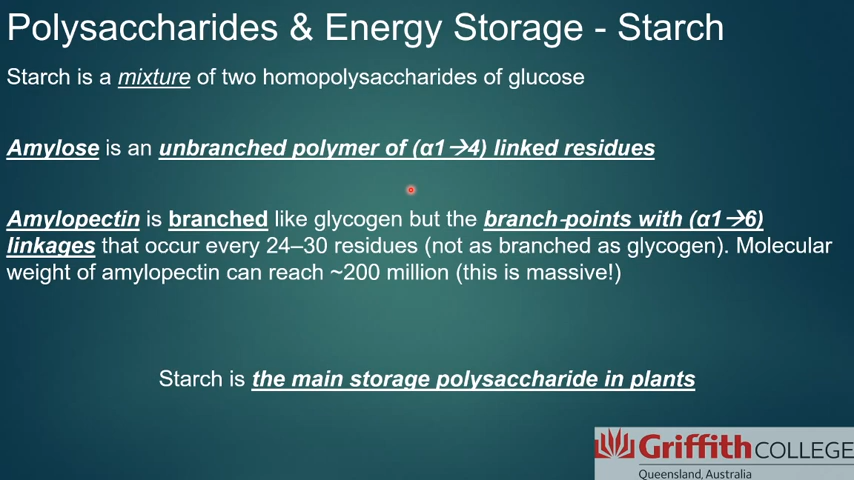 Polysaccharides & Energy Storage - Starch
Starch is a mixture of two homopolysaccharides of glucose
Amylose is an unbranched polymer of (α1→4) linked residues
Amylopectin is branched like glycogen but the branch-points with (α1→6)
linkages that occur every 24–30 residues (not as branched as glycogen). Molecular
weight of amylopectin can reach ~200 million (this is massive!)
Starch is the main storage polysaccharide in plants
Griffith COLLEGE
Queensland, Australia